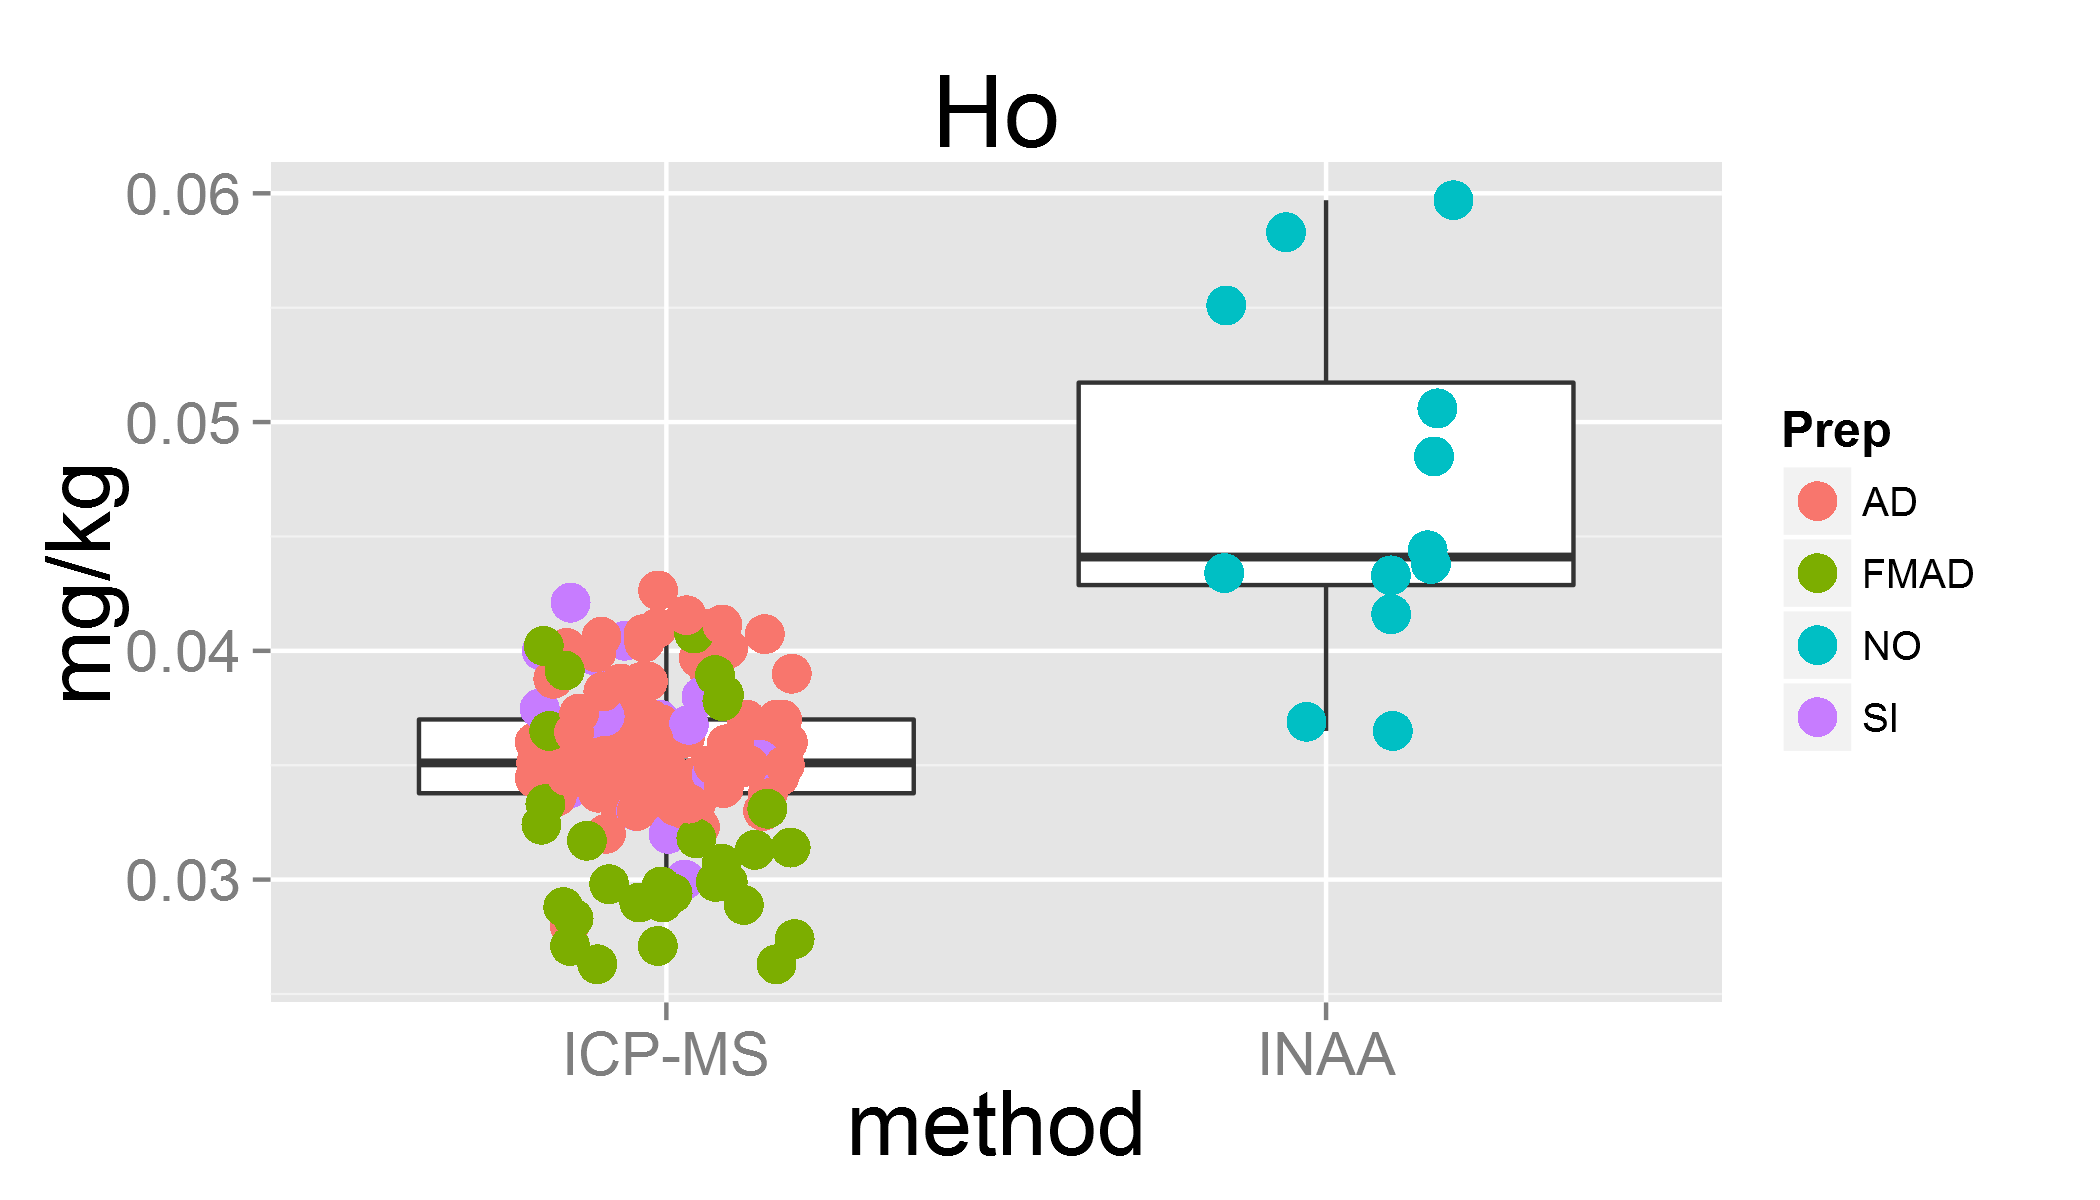 Ho
mg/kg
0.06
0.05
0.04
0.03
ICP-MS
INAA
method
Prep
AD
FMAD
NO
SI